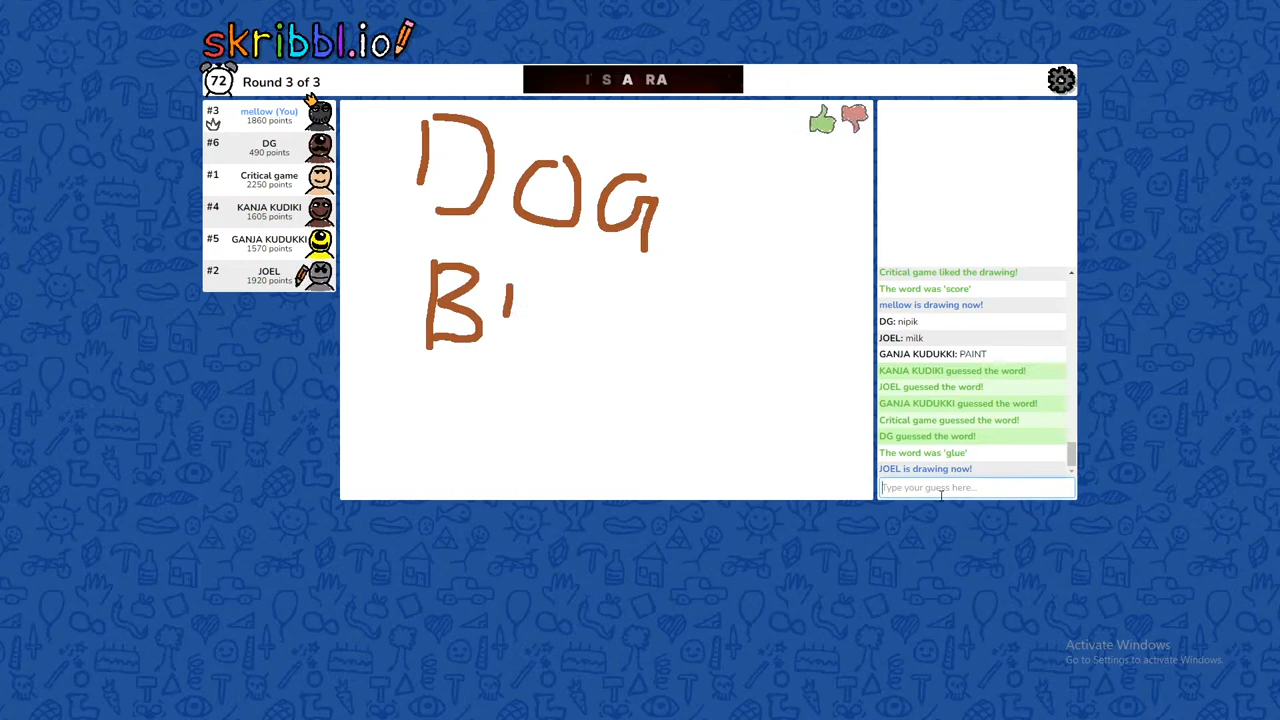 skribbl.io
72 Round 3 of 3
I'S A RA
#3 mellow (You)
1860 points
#6 DG
490 points
#1 Critical game
2250 points
#4 KANJA KUDIKI
1605 points
#5 GANJA KUDUKKI
1570 points
#2 JOEL
1920 points
DOG
B
Critical game liked the drawing!
The word was 'score'
mellow is drawing now!
DG: nipik
JOEL: milk
GANJA KUDUKKI: PAINT
KANJA KUDIKI guessed the word!
JOEL guessed the word!
GANJA KUDUKKI guessed the word!
Critical game guessed the word!
DG guessed the word!
The word was 'glue'
JOEL is drawing now!
Type your guess here...
Activate Windows
Go to Settings to activate Windows.